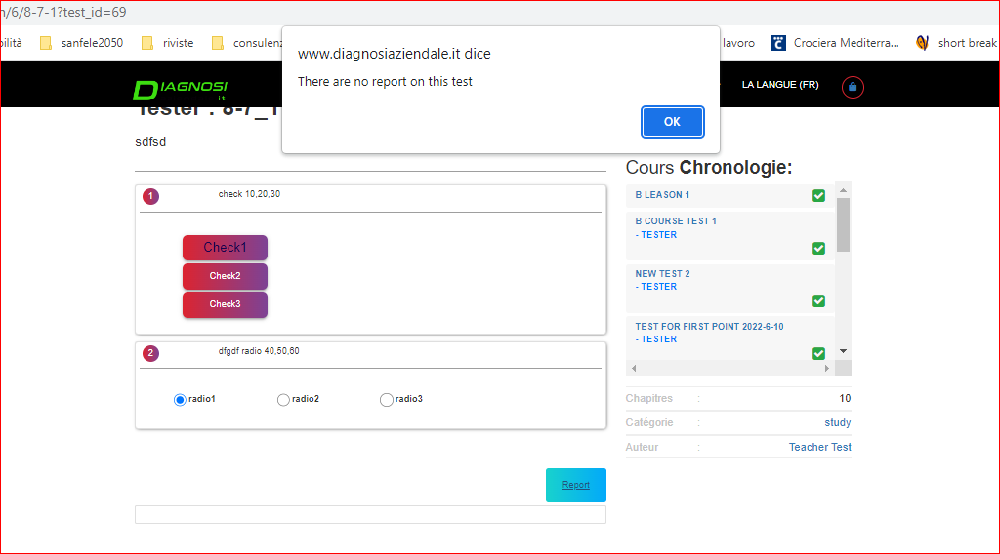 n/6/8-7-1?test_id=69
bilità
sanfele2050
riviste
consulenz
lavoro
Crociera Mediterra...
short break
www.diagnosiaziendale.it dice
There are no report on this test
OK
DIAGNOSI
it
LA LANGUE (FR)
Tester : 8-7_1
sdfsd
1
check 10,20,30
Check1
Check2
Check3
2
dfgdf radio 40,50,60
radio1
radio2
radio3
Report
Cours Chronologie:
B LEASON 1
B COURSE TEST 1
- TESTER
NEW TEST 2
- TESTER
TEST FOR FIRST POINT 2022-6-10
- TESTER
Chapitres : 10
Catégorie : study
Auteur : Teacher Test